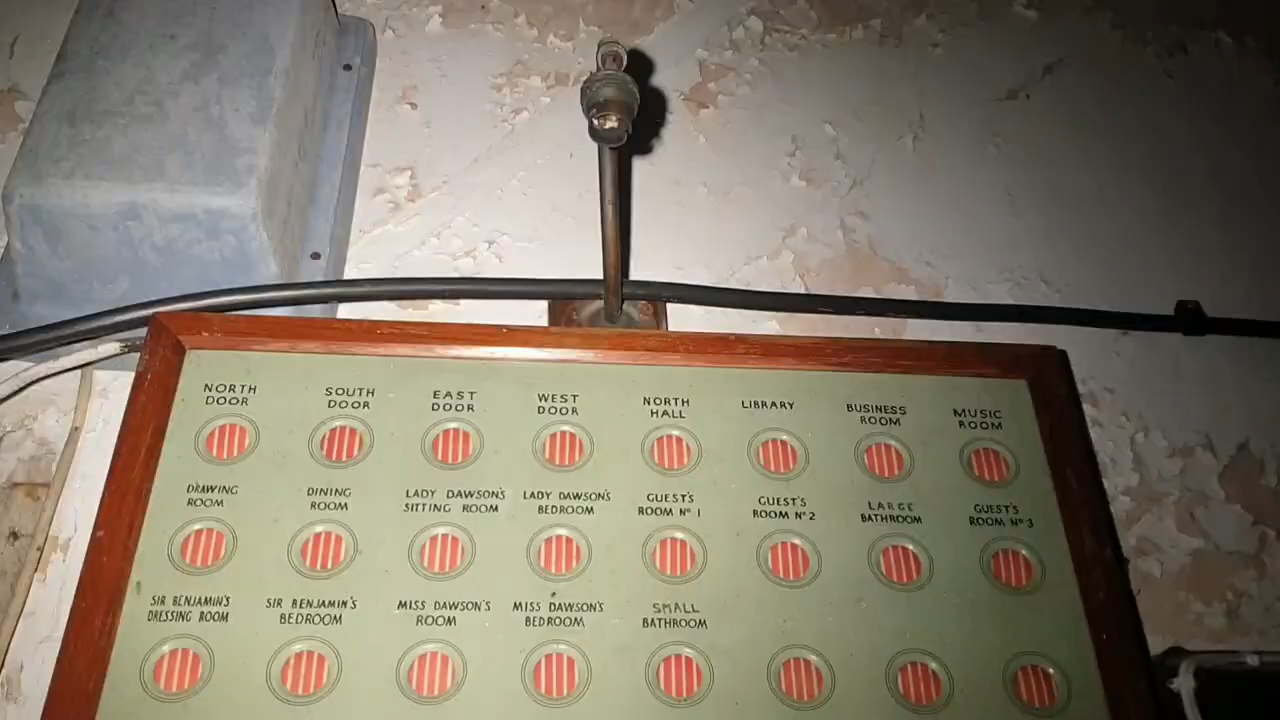 NORTH DOOR
SOUTH DOOR
EAST DOOR
WEST DOOR
NORTH HALL
LIBRARY
BUSINESS ROOM
MUSIC ROOM
DRAWING ROOM
DINING ROOM
LADY DAWSON'S SITTING ROOM
LADY DAWSON'S BEDROOM
GUEST'S ROOM Nº 1
GUEST'S ROOM Nº 2
LARGE BATHROOM
GUEST'S ROOM Nº 3
SIR BENJAMIN'S DRESSING ROOM
SIR BENJAMIN'S BEDROOM
MISS DAWSON'S ROOM
MISS DAWSON'S BEDROOM
SMALL BATHROOM